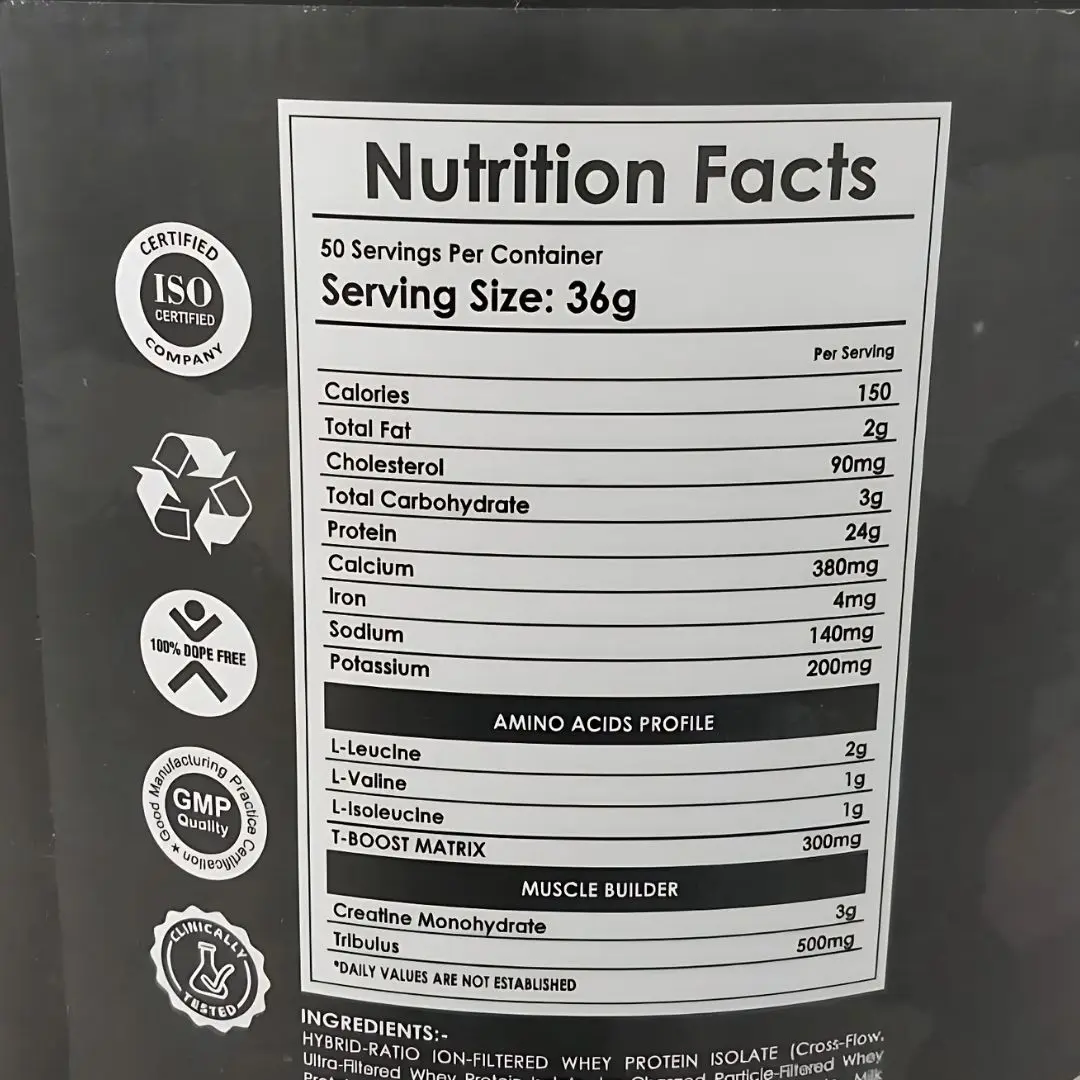 Nutrition Facts
50 Servings Per Container
Serving Size: 36g
Per Serving
Calories 150
Total Fat 2g
Cholesterol 90mg
Total Carbohydrate 3g
Protein 24g
Calcium 380mg
Iron 4mg
Sodium 140mg
Potassium 200mg
AMINO ACIDS PROFILE
L-Leucine 2g
L-Valine 1g
L-Isoleucine 1g
T-BOOST MATRIX 300mg
MUSCLE BUILDER
Creatine Monohydrate 3g
Tribulus 500mg
*DAILY VALUES ARE NOT ESTABLISHED
CERTIFIED
ISO
CERTIFIED
COMPANY
100% DOPE FREE
Good Manufacturing Practice Certification
GMP
Quality
CLINICALLY
TESTED
INGREDIENTS:-
HYBRID-RATIO ION-FILTERED WHEY PROTEIN ISOLATE (Cross-Flow,
Ultra-Filtered Whey Protein Charged Particle-Filtered Whey
Milk